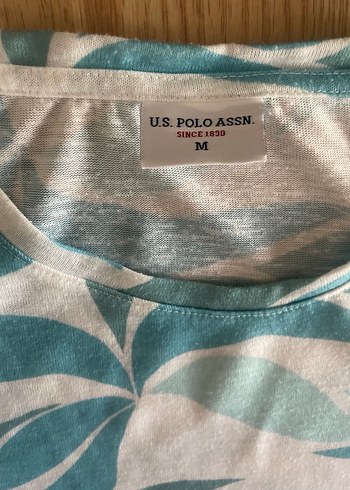 U.S. POLO ASSN.
SINCE 1890
M